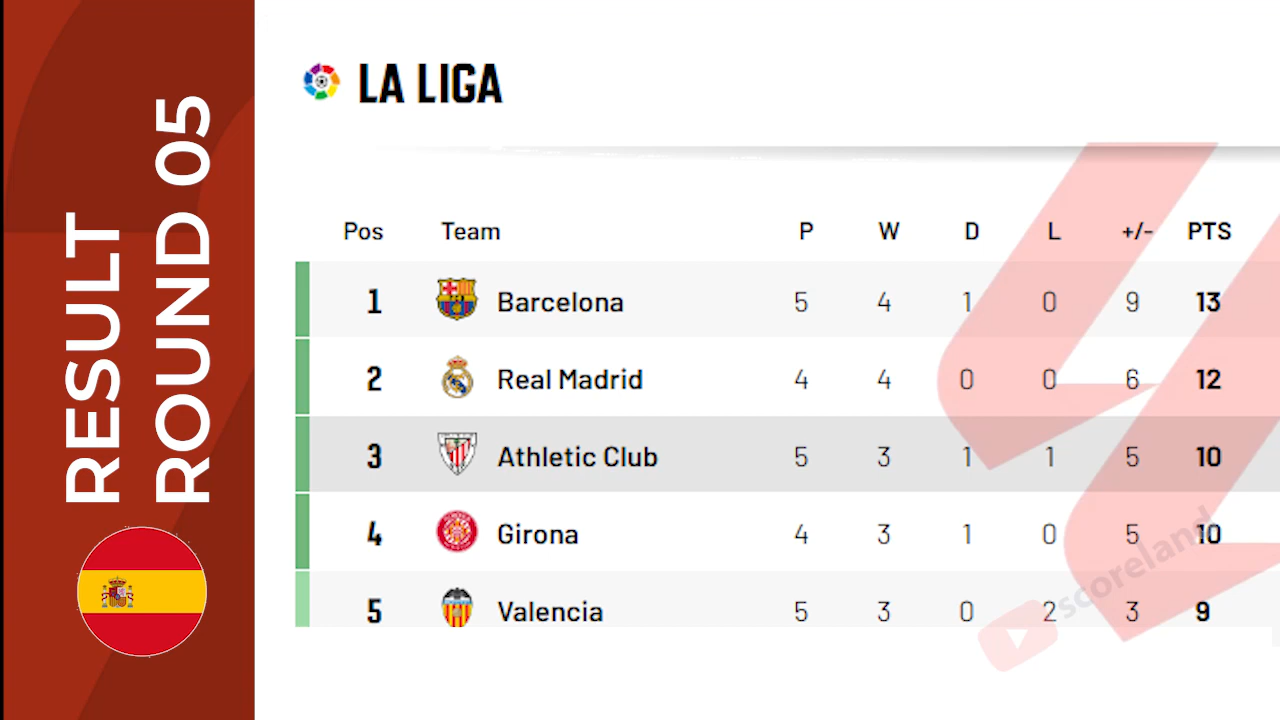 RESULT
ROUND 05
LA LIGA
Pos Team P W D L +/- PTS
1 Barcelona 5 4 1 0 9 13
2 Real Madrid 4 4 0 0 6 12
3 Athletic Club 5 3 1 1 5 10
4 Girona 4 3 1 0 5 10
5 Valencia 5 3 0 2 3 9
scoreland